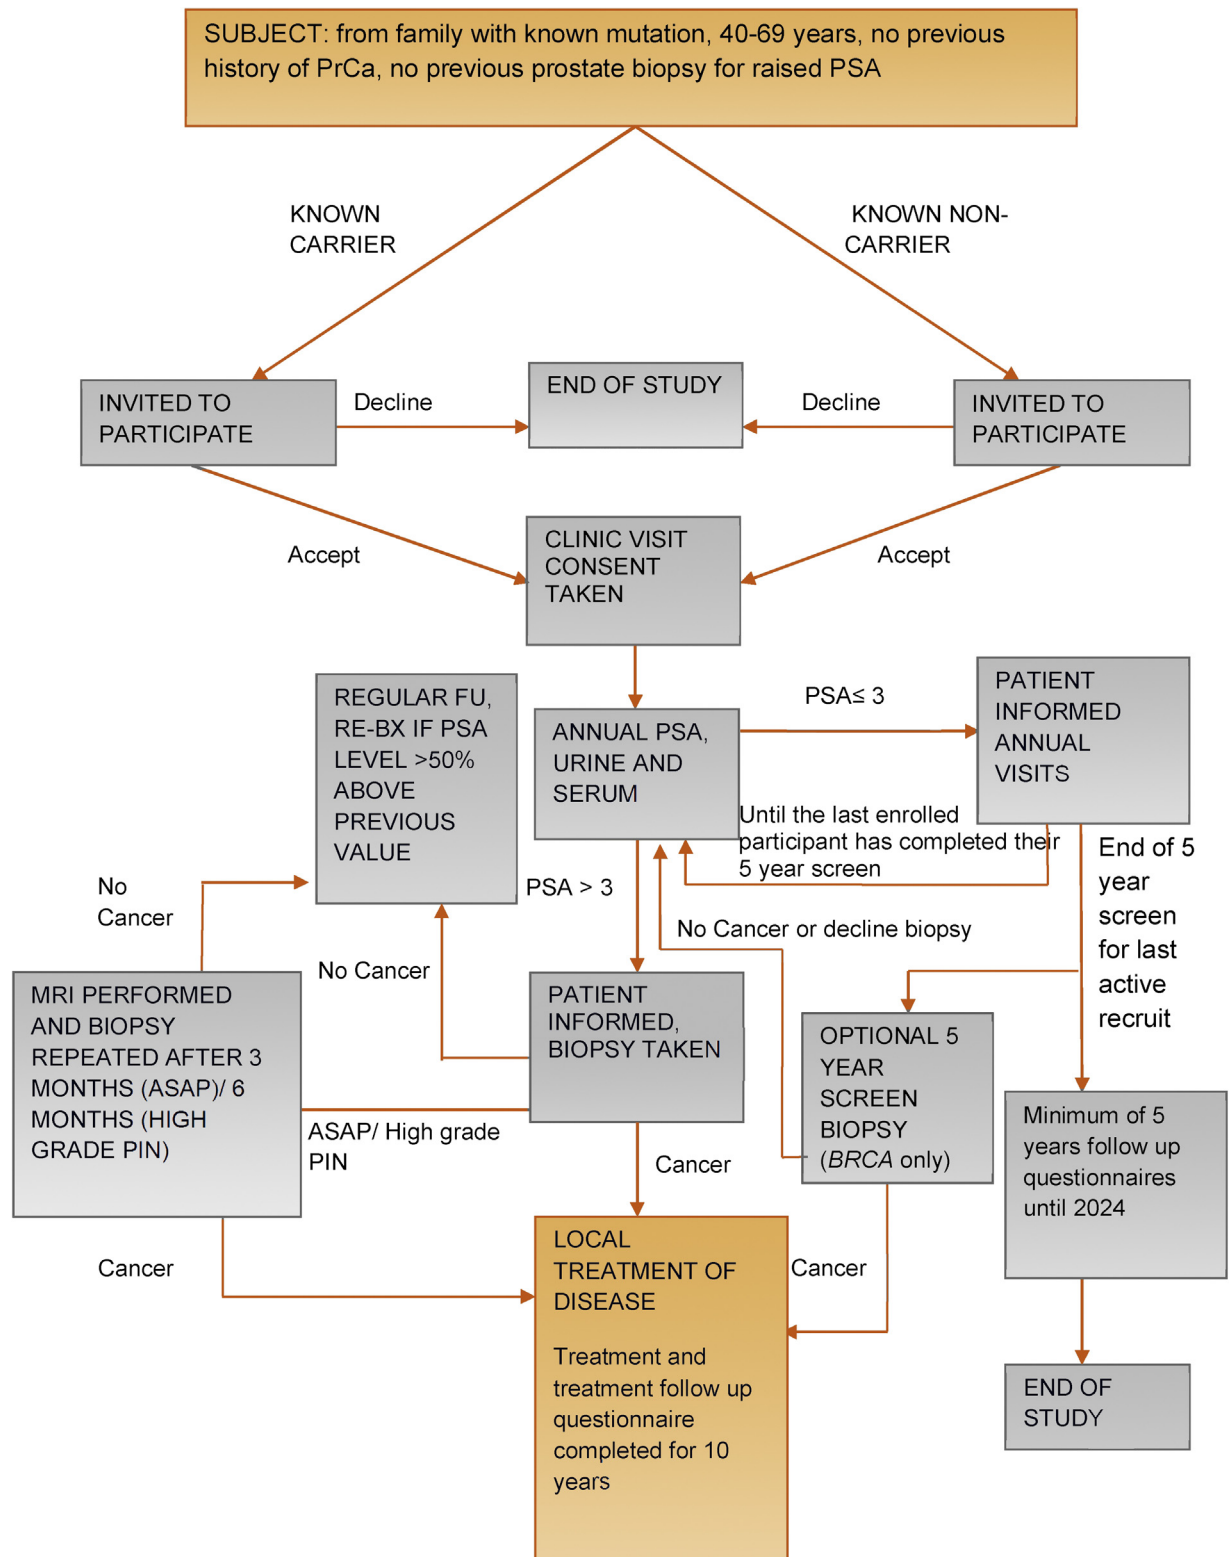 SUBJECT: from family with known mutation, 40-69 years, no previous
history of PrCa, no previous prostate biopsy for raised PSA
KNOWN
CARRIER
KNOWN NON-
CARRIER
INVITED TO
PARTICIPATE
Decline
END OF STUDY
Decline
INVITED TO
PARTICIPATE
Accept
CLINIC VISIT
CONSENT
TAKEN
Accept
REGULAR FU,
RE-BX IF PSA
LEVEL >50%
ABOVE
PREVIOUS
VALUE
ANNUAL PSA,
URINE AND
SERUM
PSA≤ 3
PATIENT
INFORMED
ANNUAL
VISITS
Until the last enrolled
participant has completed their
5 year screen
End of 5
year
screen
for last
active
recruit
No
Cancer
PSA > 3
No Cancer
No Cancer or decline biopsy
MRI PERFORMED
AND BIOPSY
REPEATED AFTER 3
MONTHS (ASAP)/ 6
MONTHS (HIGH
GRADE PIN)
PATIENT
INFORMED,
BIOPSY TAKEN
OPTIONAL 5
YEAR
SCREEN
BIOPSY
(BRCA only)
Minimum of 5
years follow up
questionnaires
until 2024
ASAP/ High grade
PIN
Cancer
Cancer
LOCAL
TREATMENT OF
DISEASE
Treatment and
treatment follow up
questionnaire
completed for 10
years
Cancer
END OF
STUDY